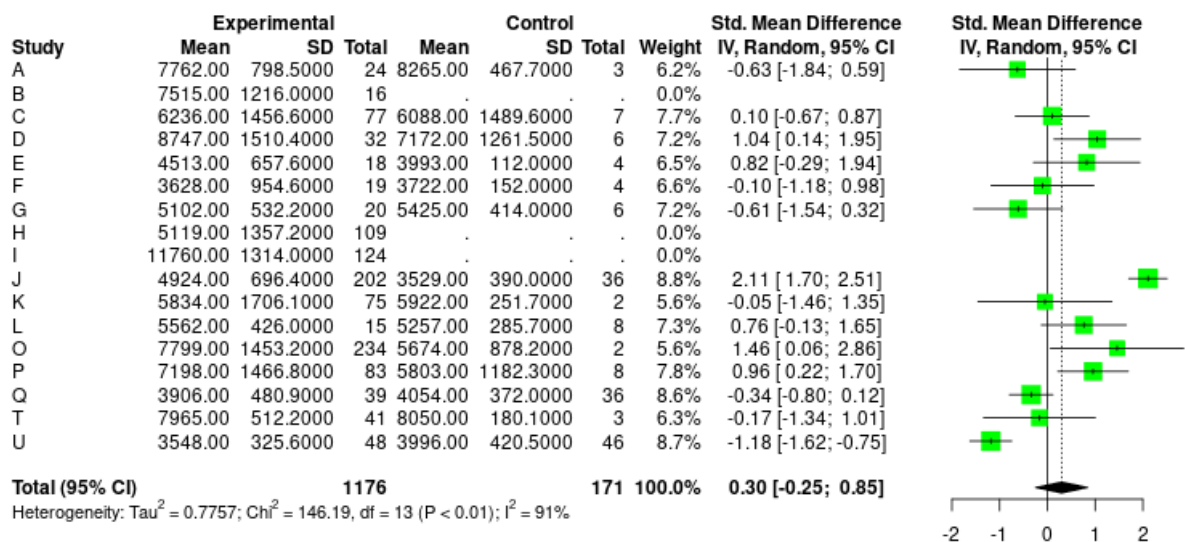 Experimental Control Std. Mean Difference Std. Mean Difference
Study Mean SD Total Mean SD Total Weight IV, Random, 95% CI IV, Random, 95% CI
A 7762.00 798.5000 24 8265.00 467.7000 3 6.2% -0.63 [-1.84; 0.59]
B 7515.00 1216.0000 16 . . . 0.0%
C 6236.00 1456.6000 77 6088.00 1489.6000 7 7.7% 0.10 [-0.67; 0.87]
D 8747.00 1510.4000 32 7172.00 1261.5000 6 7.2% 1.04 [ 0.14; 1.95]
E 4513.00 657.6000 18 3993.00 112.0000 4 6.5% 0.82 [-0.29; 1.94]
F 3628.00 954.6000 19 3722.00 152.0000 4 6.6% -0.10 [-1.18; 0.98]
G 5102.00 532.2000 20 5425.00 414.0000 6 7.2% -0.61 [-1.54; 0.32]
H 5119.00 1357.2000 109 . . . 0.0%
I 11760.00 1314.0000 124 . . . 0.0%
J 4924.00 696.4000 202 3529.00 390.0000 36 8.8% 2.11 [ 1.70; 2.51]
K 5834.00 1706.1000 75 5922.00 251.7000 2 5.6% -0.05 [-1.46; 1.35]
L 5562.00 426.0000 15 5257.00 285.7000 8 7.3% 0.76 [-0.13; 1.65]
O 7799.00 1453.2000 234 5674.00 878.2000 2 5.6% 1.46 [ 0.06; 2.86]
P 7198.00 1466.8000 83 5803.00 1182.3000 8 7.8% 0.96 [ 0.22; 1.70]
Q 3906.00 480.9000 39 4054.00 372.0000 36 8.6% -0.34 [-0.80; 0.12]
T 7965.00 512.2000 41 8050.00 180.1000 3 6.3% -0.17 [-1.34; 1.01]
U 3548.00 325.6000 48 3996.00 420.5000 46 8.7% -1.18 [-1.62; -0.75]
Total (95% CI) 1176 171 100.0% 0.30 [-0.25; 0.85]
Heterogeneity: Tau² = 0.7757; Chi² = 146.19, df = 13 (P < 0.01); I² = 91%
-2 -1 0 1 2